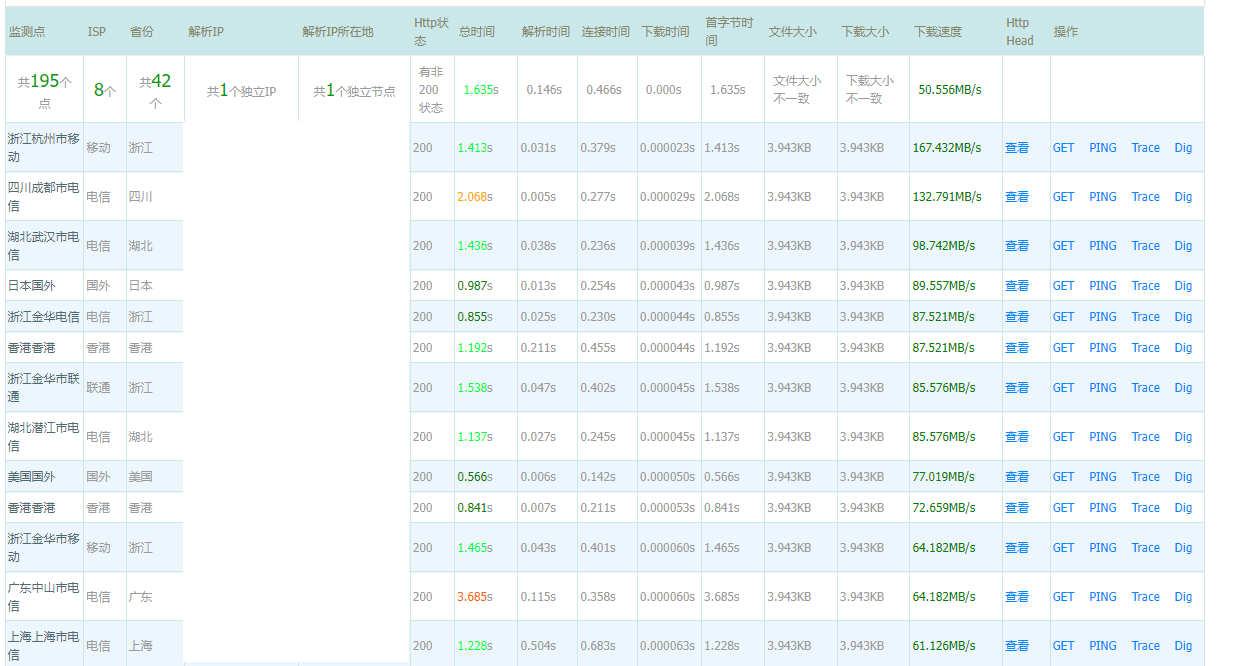 监测点 ISP 省份 解析IP 解析IP所在地 Http状态 总时间 解析时间 连接时间 下载时间 首字节时间 文件大小 下载大小 下载速度 Http Head 操作
共195个点 8个 共42个 共1个独立IP 共1个独立节点 有非200状态 1.635s 0.146s 0.466s 0.000s 1.635s 文件大小不一致 下载大小不一致 50.556MB/s
浙江杭州市移动 移动 浙江 200 1.413s 0.031s 0.379s 0.000023s 1.413s 3.943KB 3.943KB 167.432MB/s 查看 GET PING Trace Dig
四川成都市电信 电信 四川 200 2.068s 0.005s 0.277s 0.000029s 2.068s 3.943KB 3.943KB 132.791MB/s 查看 GET PING Trace Dig
湖北武汉市电信 电信 湖北 200 1.436s 0.038s 0.236s 0.000039s 1.436s 3.943KB 3.943KB 98.742MB/s 查看 GET PING Trace Dig
日本国外 国外 日本 200 0.987s 0.013s 0.254s 0.000043s 0.987s 3.943KB 3.943KB 89.557MB/s 查看 GET PING Trace Dig
浙江金华电信 电信 浙江 200 0.855s 0.025s 0.230s 0.000044s 0.855s 3.943KB 3.943KB 87.521MB/s 查看 GET PING Trace Dig
香港香港 香港 香港 200 1.192s 0.211s 0.455s 0.000044s 1.192s 3.943KB 3.943KB 87.521MB/s 查看 GET PING Trace Dig
浙江金华市联通 联通 浙江 200 1.538s 0.047s 0.402s 0.000045s 1.538s 3.943KB 3.943KB 85.576MB/s 查看 GET PING Trace Dig
湖北潜江市电信 电信 湖北 200 1.137s 0.027s 0.245s 0.000045s 1.137s 3.943KB 3.943KB 85.576MB/s 查看 GET PING Trace Dig
美国国外 国外 美国 200 0.566s 0.006s 0.142s 0.000050s 0.566s 3.943KB 3.943KB 77.019MB/s 查看 GET PING Trace Dig
香港香港 香港 香港 200 0.841s 0.007s 0.211s 0.000053s 0.841s 3.943KB 3.943KB 72.659MB/s 查看 GET PING Trace Dig
浙江金华市移动 移动 浙江 200 1.465s 0.043s 0.401s 0.000060s 1.465s 3.943KB 3.943KB 64.182MB/s 查看 GET PING Trace Dig
广东中山市电信 电信 广东 200 3.685s 0.115s 0.358s 0.000060s 3.685s 3.943KB 3.943KB 64.182MB/s 查看 GET PING Trace Dig
上海上海市电信 电信 上海 200 1.228s 0.504s 0.683s 0.000063s 1.228s 3.943KB 3.943KB 61.126MB/s 查看 GET PING Trace Dig